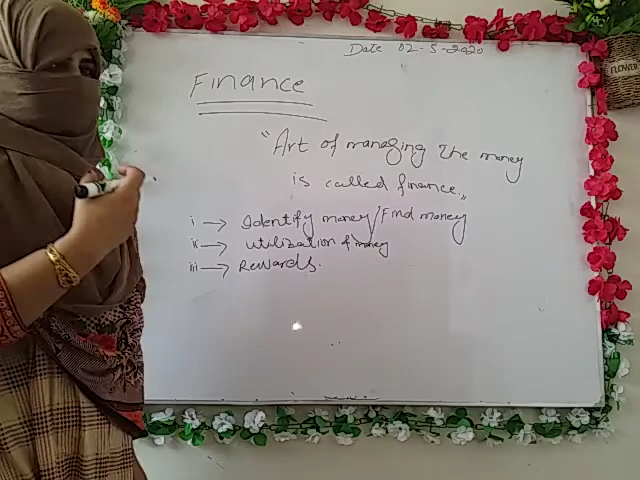 Date 02-5-2020
FLOWER
Finance
"Art of managing the money
is called finance"
i → Identify money/Find money
ii → Utilization of money
iii → Rewards.